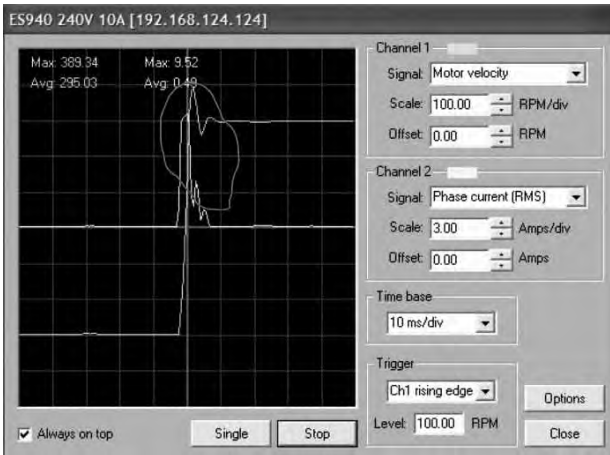 ES940 240V 10A [192.168.124.124]
Max: 389.34 Max: 9.52
Avg: 295.03 Avg: 0.49
Channel 1
Signal: Motor velocity
Scale: 100.00 RPM/div
Offset: 0.00 RPM
Channel 2
Signal: Phase current (RMS)
Scale: 3.00 Amps/div
Offset: 0.00 Amps
Time base
10 ms/div
Trigger
Ch1 rising edge
Level: 100.00 RPM
Options
Close
Always on top
Single
Stop